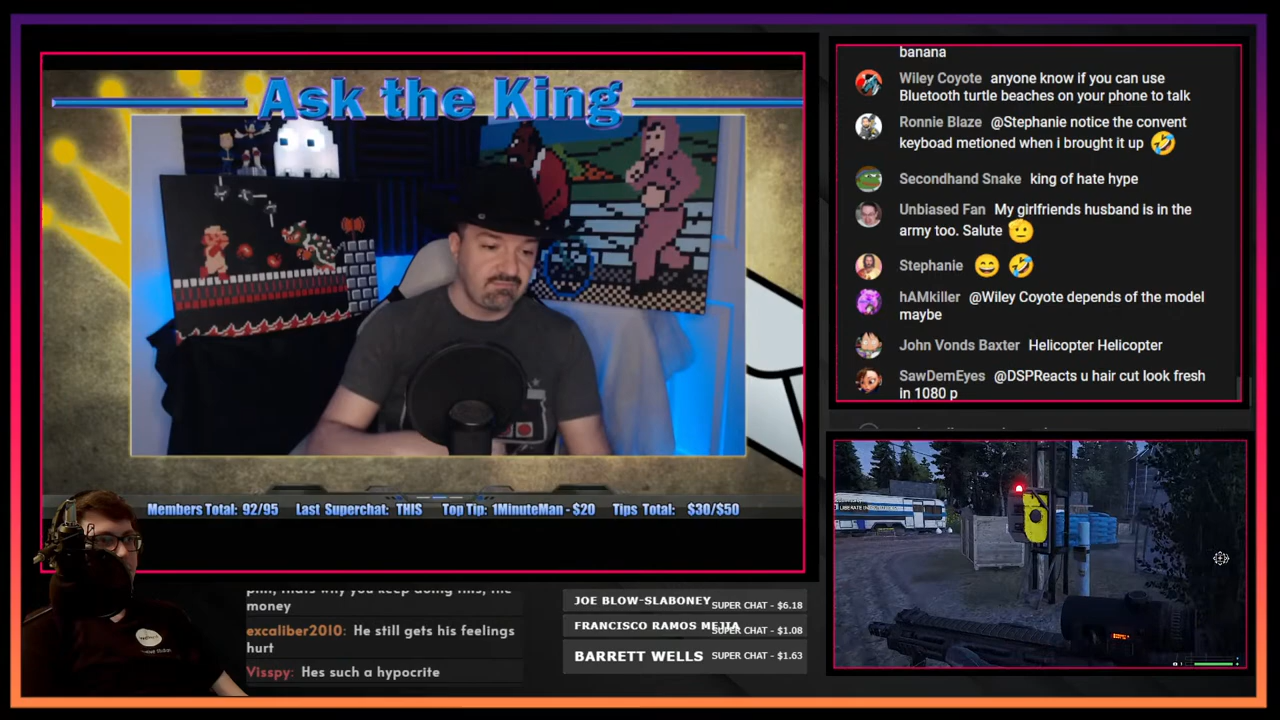 Ask the King
Members Total: 92/95 Last Superchat: THIS Top Tip: 1MinuteMan - $20 Tips Total: $30/$50
banana
Wiley Coyote anyone know if you can use
Bluetooth turtle beaches on your phone to talk
Ronnie Blaze @Stephanie notice the convent
keyboad metioned when i brought it up 🤣
Secondhand Snake king of hate hype
Unbiased Fan My girlfriends husband is in the
army too. Salute 🫡
Stephanie 😄 🤣
hAMkiller @Wiley Coyote depends of the model
maybe
John Vonds Baxter Helicopter Helicopter
SawDemEyes @DSPReacts u hair cut look fresh
in 1080 p
money
excaliber2010: He still gets his feelings
hurt
Visspy: Hes such a hypocrite
JOE BLOW-SLABONEY SUPER CHAT - $6.18
FRANCISCO RAMOS MEJIA SUPER CHAT - $1.08
BARRETT WELLS SUPER CHAT - $1.63